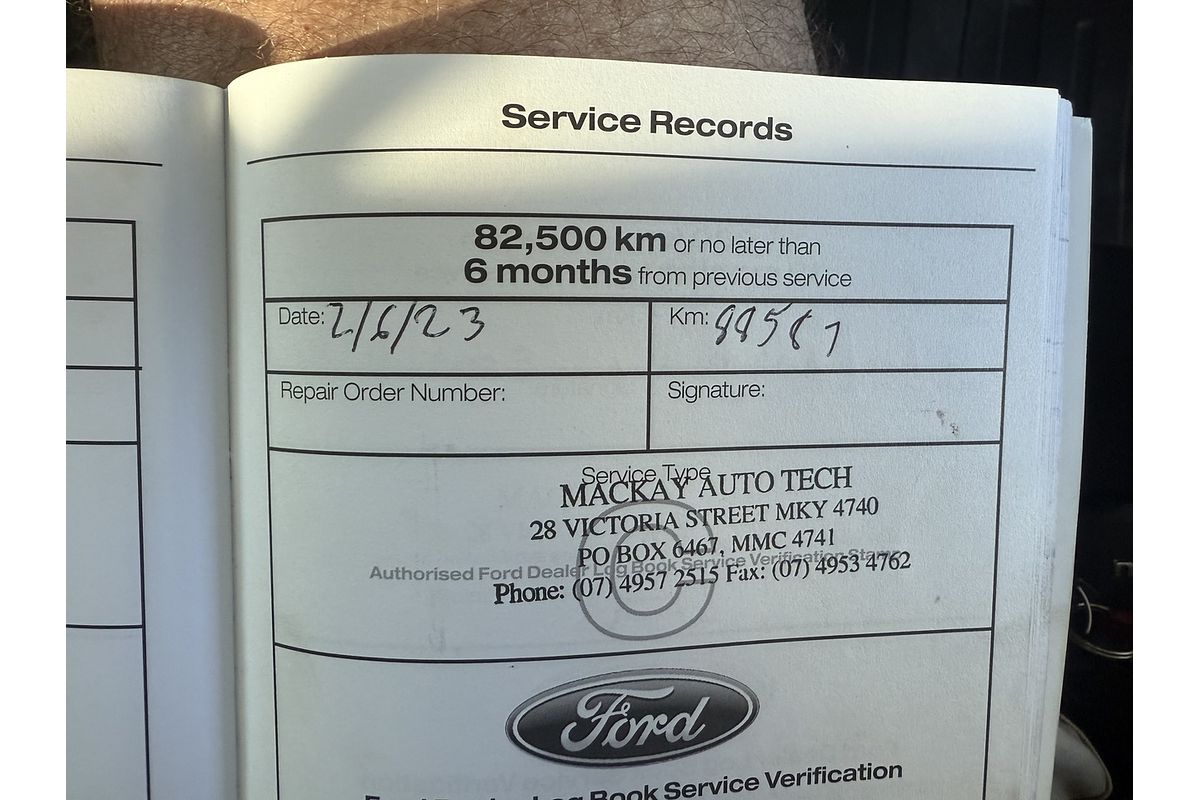 Service Records
82,500 km or no later than
6 months from previous service
Date: 2/6/23
Km: 88587
Repair Order Number:
Signature:
Service Type
MACKAY AUTO TECH
28 VICTORIA STREET MKY 4740
PO BOX 6467, MMC 4741
Authorised Ford Dealer Log Book Service Verification Stamp
Phone: (07) 4957 2515 Fax: (07) 4953 4762
Ford
Ford Dealer Log Book Service Verification